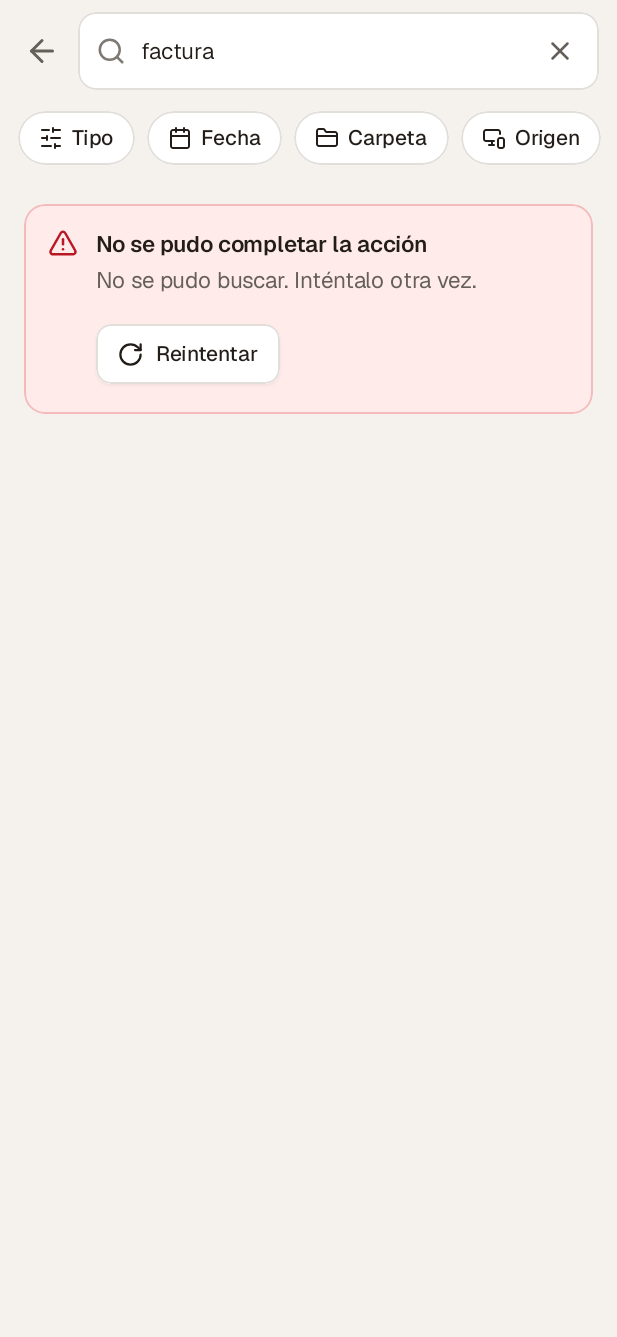 factura
Tipo
Fecha
Carpeta
Origen
No se pudo completar la acción
No se pudo buscar. Inténtalo otra vez.
Reintentar